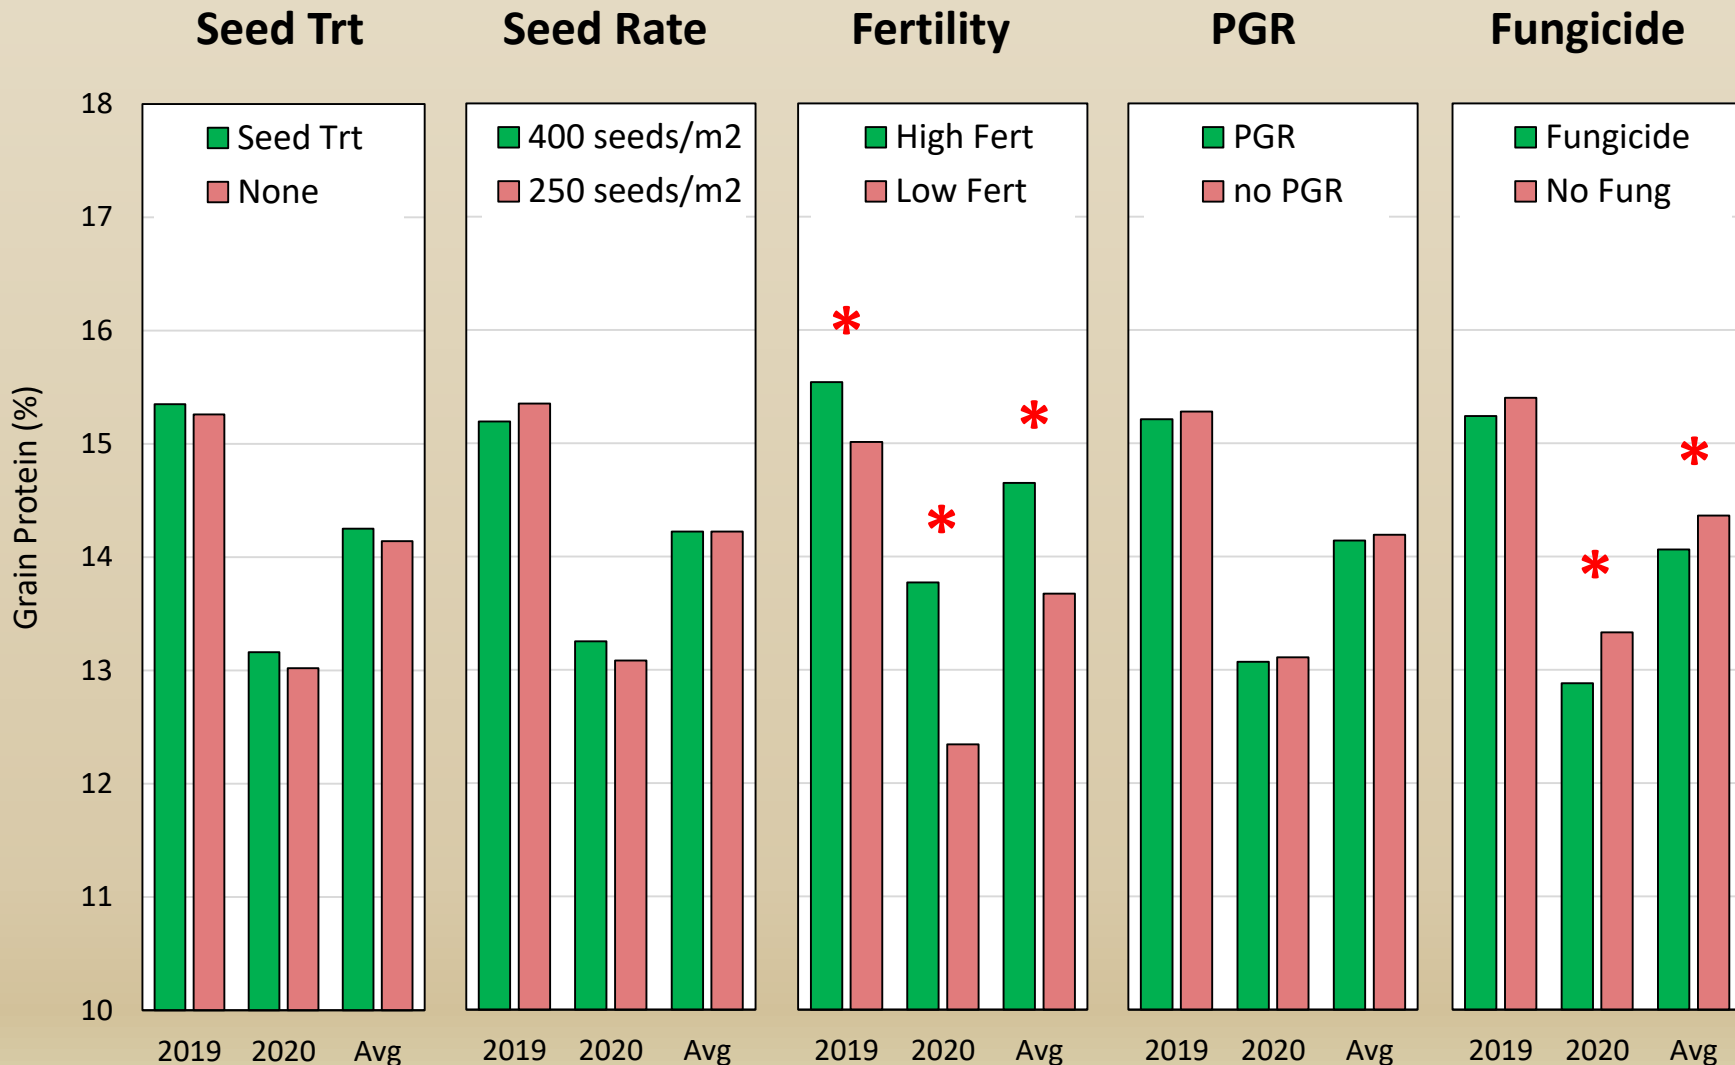 Seed Trt
Seed Rate
Fertility
PGR
Fungicide
Grain Protein (%)
18
17
16
15
14
13
12
11
10
Seed Trt
None
400 seeds/m2
250 seeds/m2
High Fert
Low Fert
PGR
no PGR
Fungicide
No Fung
*
*
*
*
*
2019 2020 Avg
2019 2020 Avg
2019 2020 Avg
2019 2020 Avg
2019 2020 Avg